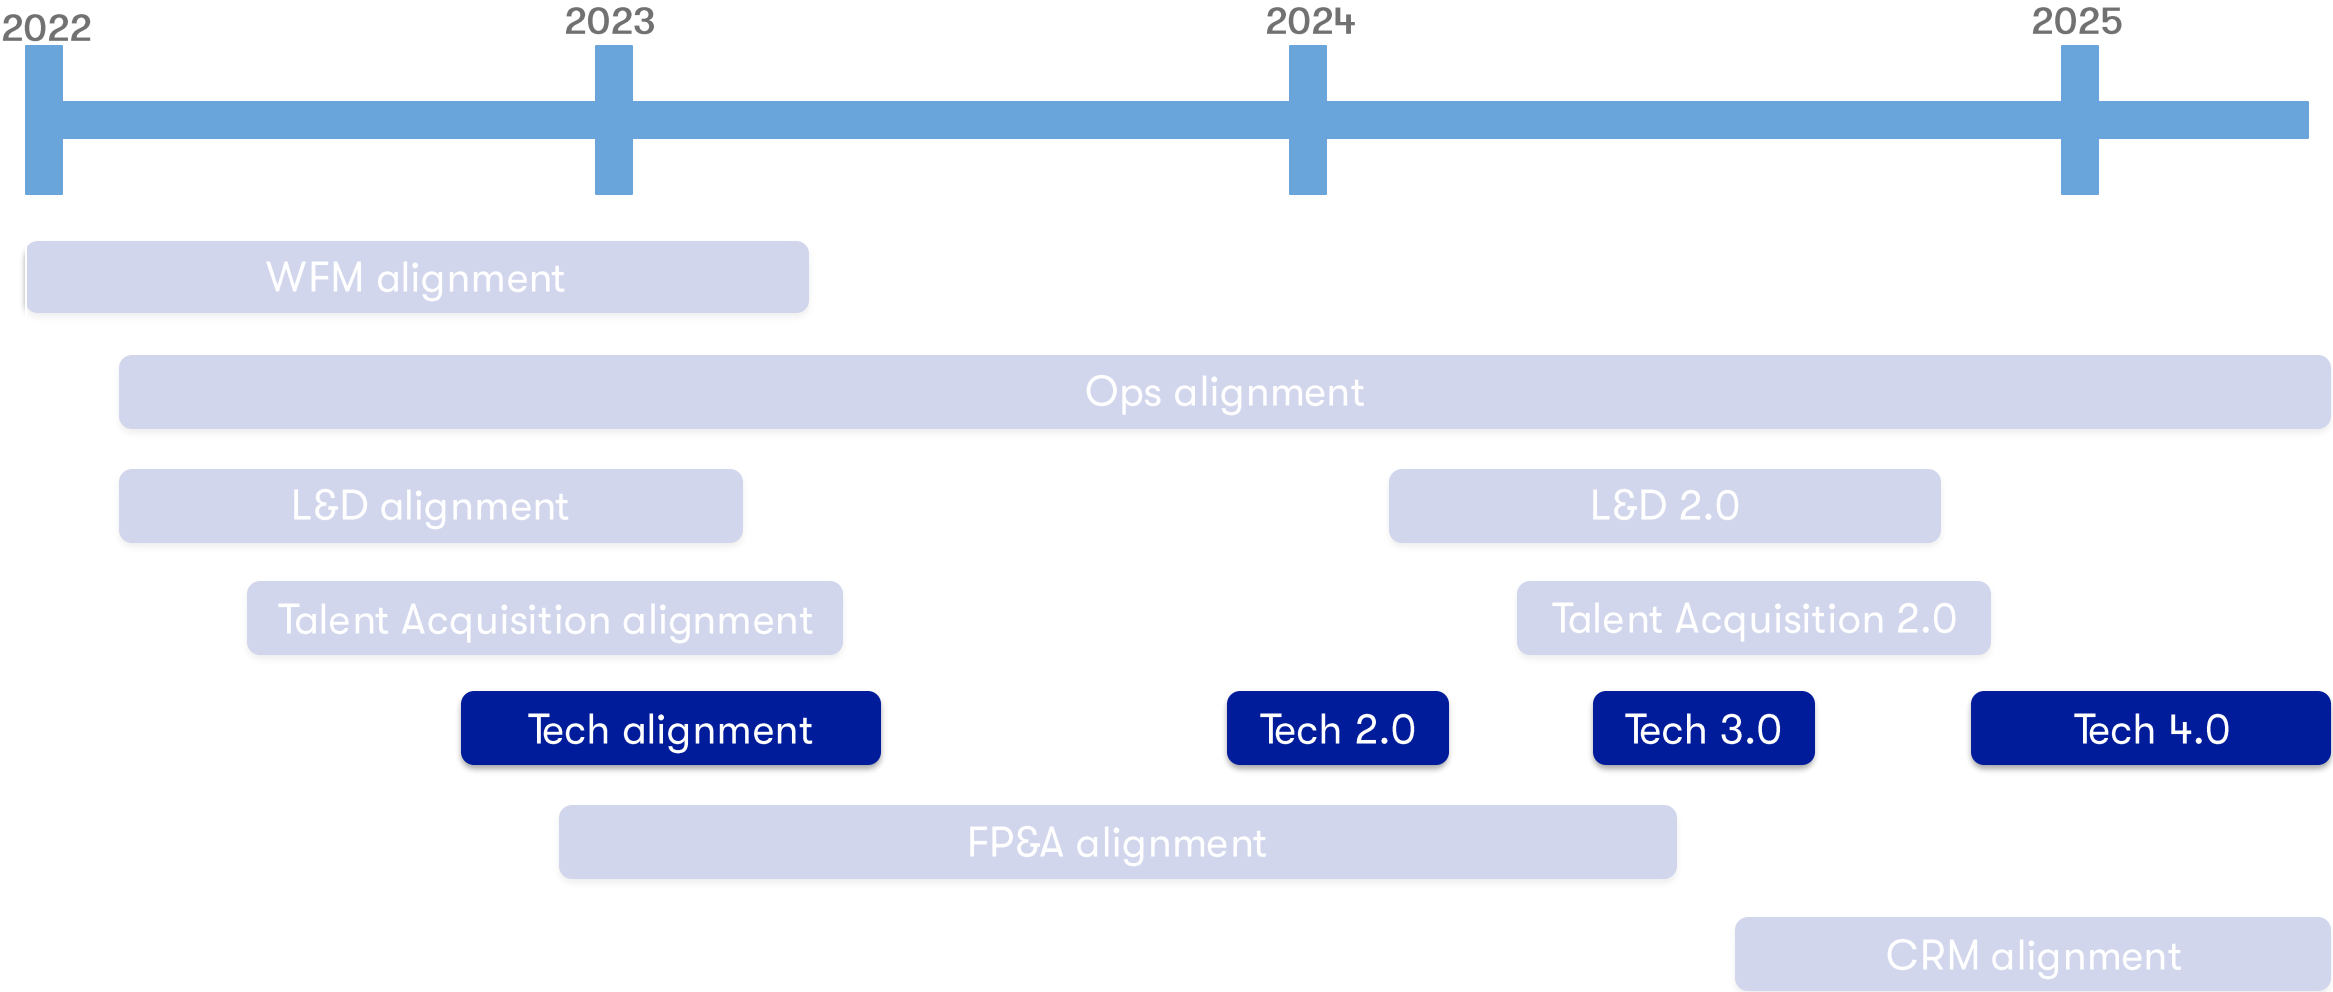 2022
2023
2024
2025
WFM alignment
Ops alignment
L&D alignment
L&D 2.0
Talent Acquisition alignment
Talent Acquisition 2.0
Tech alignment
Tech 2.0
Tech 3.0
Tech 4.0
FP&A alignment
CRM alignment